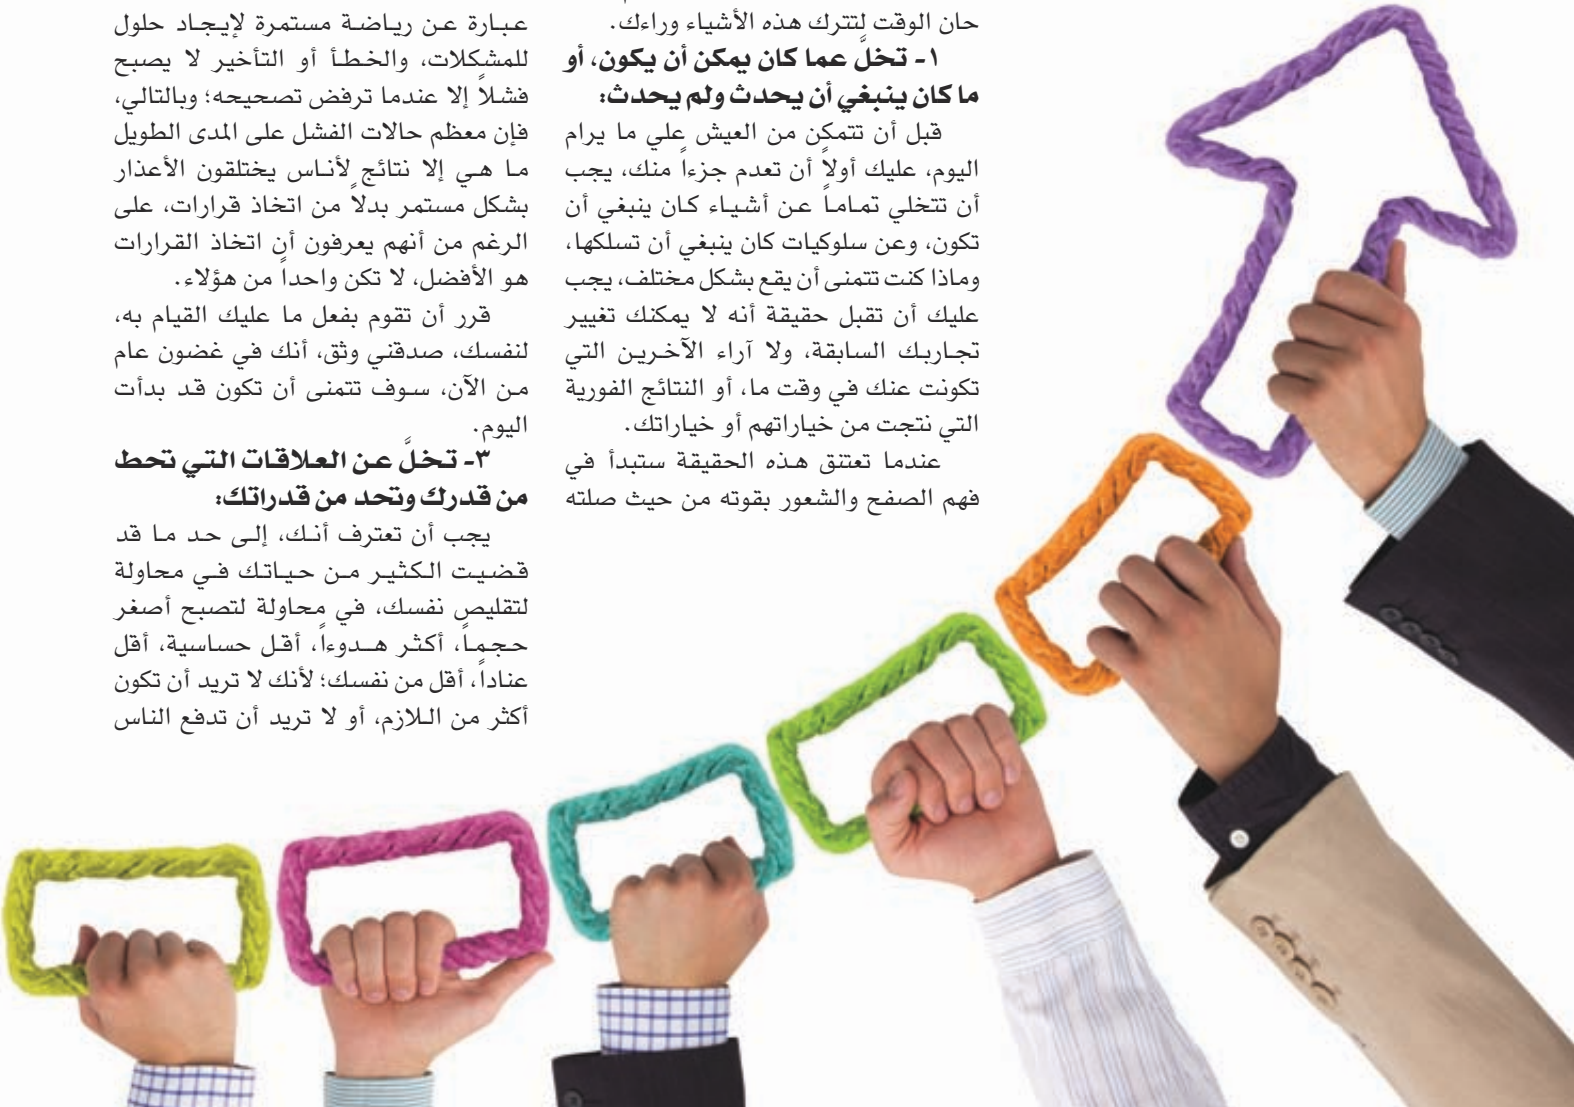 حان الوقت لتترك هذه الأشياء وراءك.
١- تخلَّ عما كان يمكن أن يكون، أو
ما كان ينبغي أن يحدث ولم يحدث:
قبل أن تتمكن من العيش علي ما يرام
اليوم، عليك أولاً أن تعدم جزءاً منك، يجب
أن تتخلي تماماً عن أشياء كان ينبغي أن
تكون، وعن سلوكيات كان ينبغي أن تسلكها،
وماذا كنت تتمنى أن يقع بشكل مختلف، يجب
عليك أن تقبل حقيقة أنه لا يمكنك تغيير
تجاربك السابقة، ولا آراء الآخرين التي
تكونت عنك في وقت ما، أو النتائج الفورية
التي نتجت من خياراتهم أو خياراتك.
عندما تعتنق هذه الحقيقة ستبدأ في
فهم الصفح والشعور بقوته من حيث صلته
عبارة عن رياضة مستمرة لإيجاد حلول
للمشكلات، والخطأ أو التأخير لا يصبح
فشلاً إلا عندما ترفض تصحيحه؛ وبالتالي،
فإن معظم حالات الفشل على المدى الطويل
ما هي إلا نتائج لأناس يختلقون الأعذار
بشكل مستمر بدلاً من اتخاذ قرارات، على
الرغم من أنهم يعرفون أن اتخاذ القرارات
هو الأفضل، لا تكن واحداً من هؤلاء.
قرر أن تقوم بفعل ما عليك القيام به،
لنفسك، صدقني وثق، أنك في غضون عام
من الآن، سوف تتمنى أن تكون قد بدأت
اليوم.
٣- تخلَّ عن العلاقات التي تحط
من قدرك وتحد من قدراتك:
يجب أن تعترف أنك، إلى حد ما قد
قضيت الكثير من حياتك في محاولة
لتقليص نفسك، في محاولة لتصبح أصغر
حجماً، أكثر هدوءاً، أقل حساسية، أقل
عناداً، أقل من نفسك؛ لأنك لا تريد أن تكون
أكثر من اللازم، أو لا تريد أن تدفع الناس